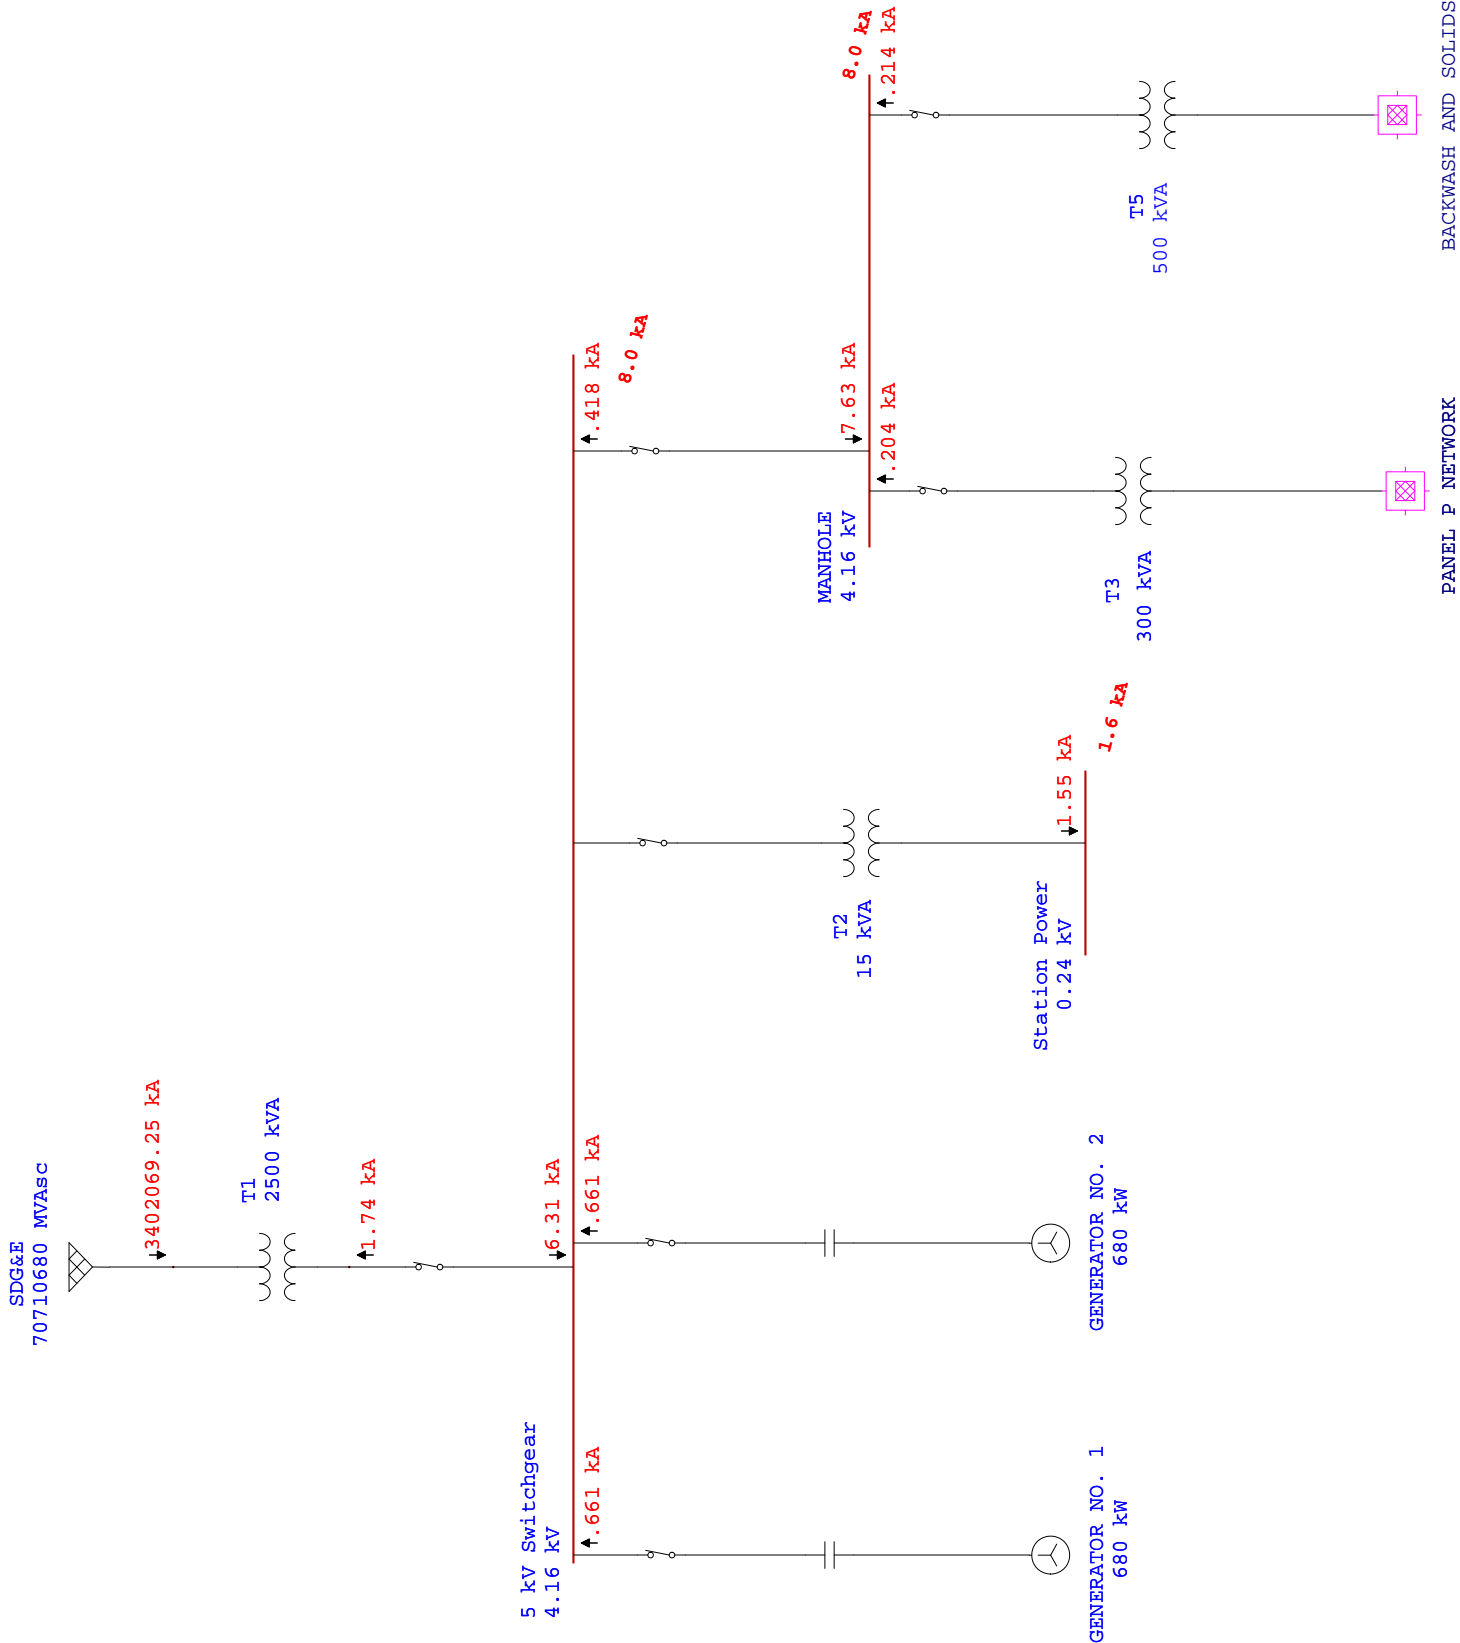 SDG&E
70710680 MVAsc
3402069.25 kA
T1
2500 kVA
1.74 kA
5 kV Switchgear
4.16 kV
6.31 kA
.661 kA
.661 kA
.418 kA
8.0 kA
GENERATOR NO. 1
680 kW
GENERATOR NO. 2
680 kW
T2
15 kVA
Station Power
0.24 kV
1.55 kA
1.6 kA
MANHOLE
4.16 kV
7.63 kA
8.0 kA
.204 kA
.214 kA
T3
300 kVA
T5
500 kVA
PANEL P NETWORK
BACKWASH AND SOLIDS